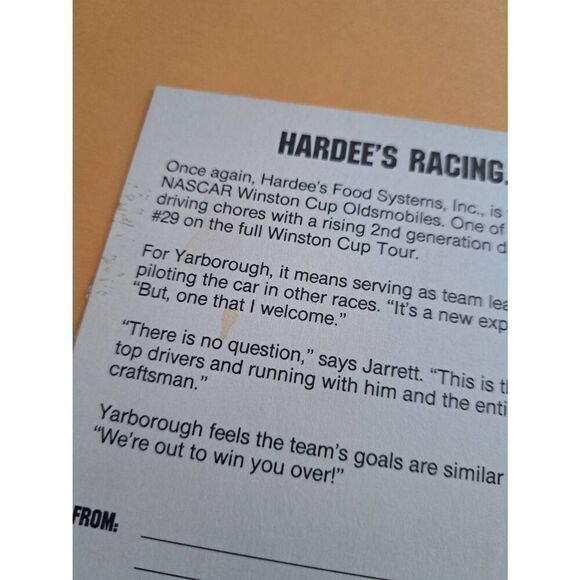 HARDEE'S RACING.
Once again, Hardee's Food Systems, Inc., is
NASCAR Winston Cup Oldsmobiles. One of
driving chores with a rising 2nd generation d
#29 on the full Winston Cup Tour.
For Yarborough, it means serving as team lea
piloting the car in other races. “It's a new exp
“But, one that I welcome.”
“There is no question,” says Jarrett. “This is t
top drivers and running with him and the enti
craftsman.”
Yarborough feels the team's goals are similar
“We're out to win you over!”
FROM: